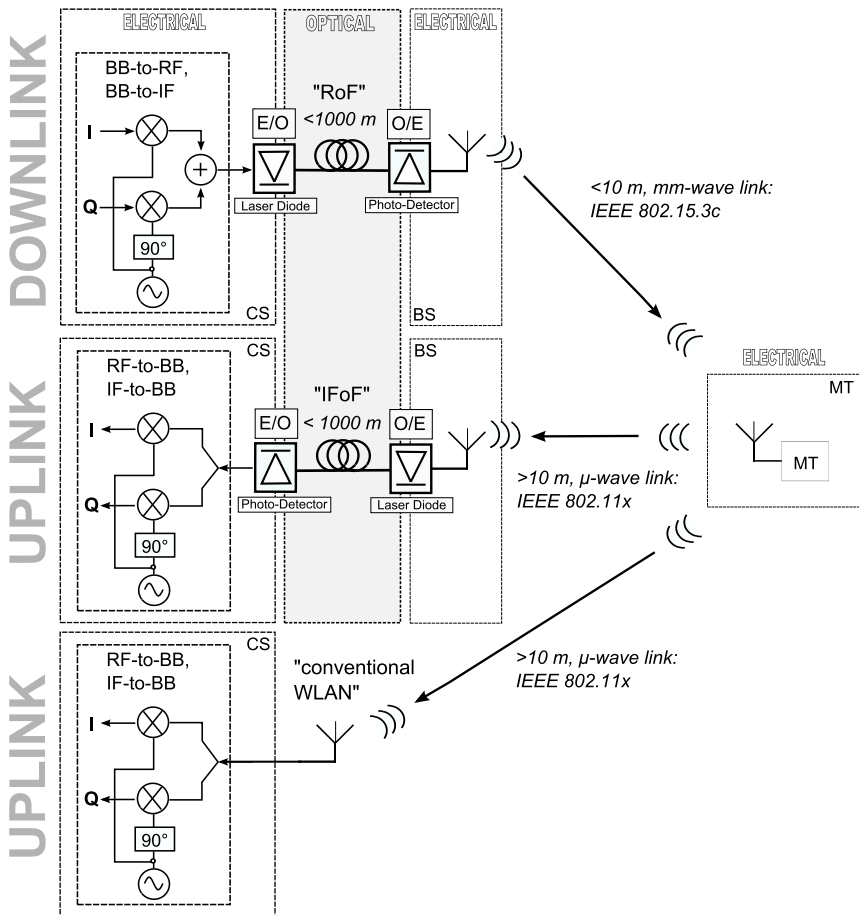 DOWNLINK
ELECTRICAL
OPTICAL
ELECTRICAL
BB-to-RF,
BB-to-IF
I
Q
90°
CS
E/O
Laser Diode
"RoF"
<1000 m
O/E
Photo-Detector
BS
<10 m, mm-wave link:
IEEE 802.15.3c
ELECTRICAL
MT
MT
UPLINK
CS
RF-to-BB,
IF-to-BB
I
Q
90°
E/O
Photo-Detector
"IFoF"
< 1000 m
O/E
Laser Diode
BS
>10 m, µ-wave link:
IEEE 802.11x
UPLINK
CS
RF-to-BB,
IF-to-BB
I
Q
90°
"conventional
WLAN"
>10 m, µ-wave link:
IEEE 802.11x